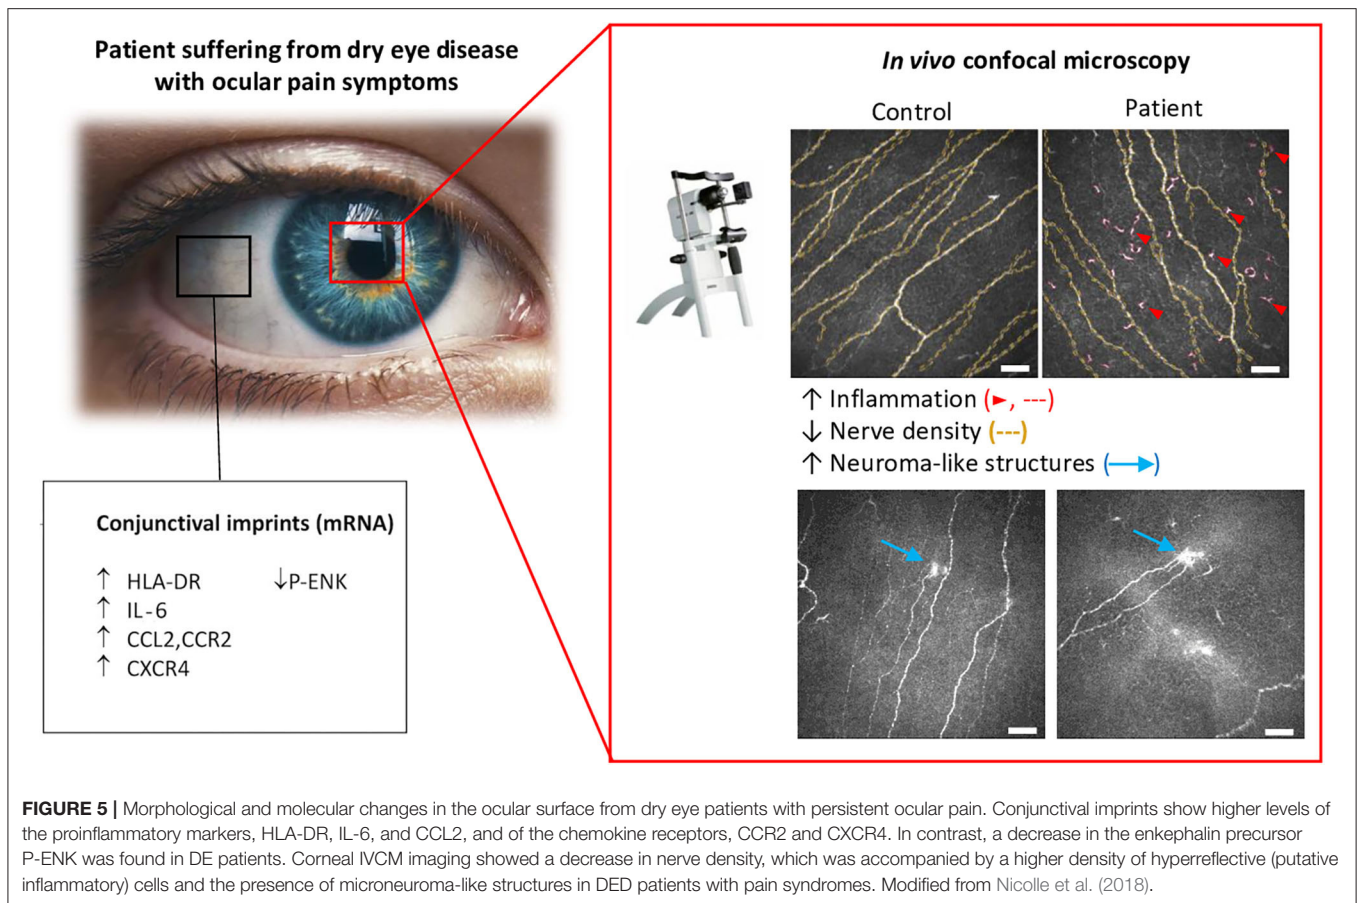 Patient suffering from dry eye disease
with ocular pain symptoms
In vivo confocal microscopy
Control
Patient
↑ Inflammation (►, ---)
↓ Nerve density (---)
↑ Neuroma-like structures (→)
Conjunctival imprints (mRNA)
↑ HLA-DR ↓P-ENK
↑ IL-6
↑ CCL2,CCR2
↑ CXCR4
FIGURE 5 | Morphological and molecular changes in the ocular surface from dry eye patients with persistent ocular pain. Conjunctival imprints show higher levels of
the proinflammatory markers, HLA-DR, IL-6, and CCL2, and of the chemokine receptors, CCR2 and CXCR4. In contrast, a decrease in the enkephalin precursor
P-ENK was found in DE patients. Corneal IVCM imaging showed a decrease in nerve density, which was accompanied by a higher density of hyperreflective (putative
inflammatory) cells and the presence of microneuroma-like structures in DED patients with pain syndromes. Modified from Nicolle et al. (2018).